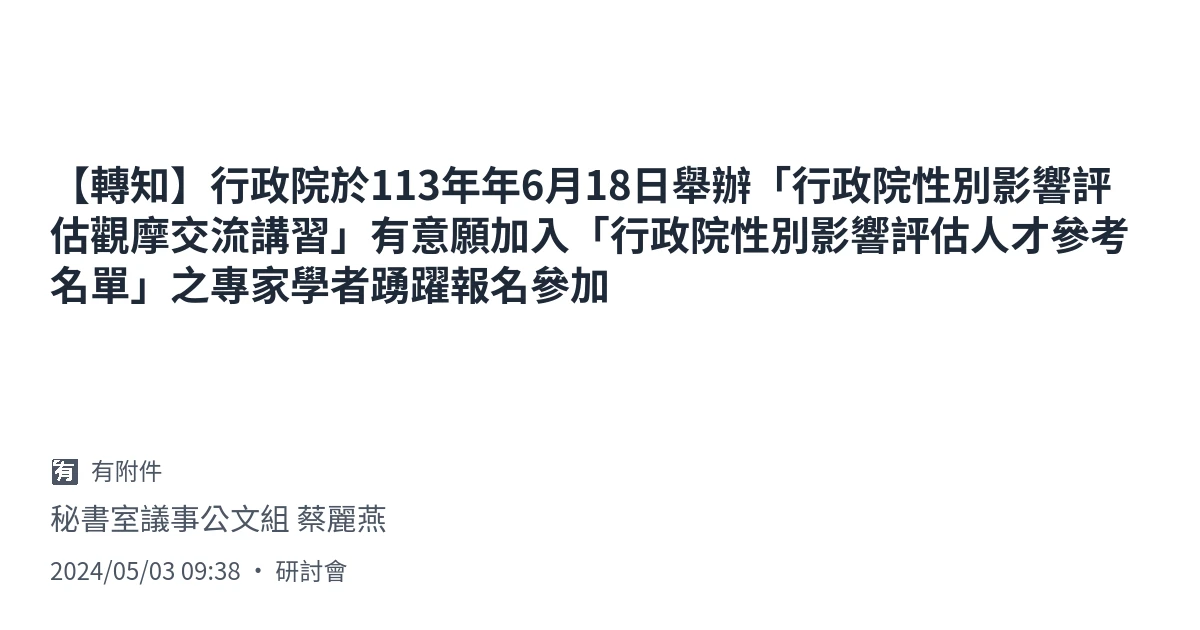 【轉知】行政院於113年年6月18日舉辦「行政院性別影響評
估觀摩交流講習」有意願加入「行政院性別影響評估人才參考
名單」之專家學者踴躍報名參加
有 有附件
秘書室議事公文組 蔡麗燕
2024/05/03 09:38 • 研討會